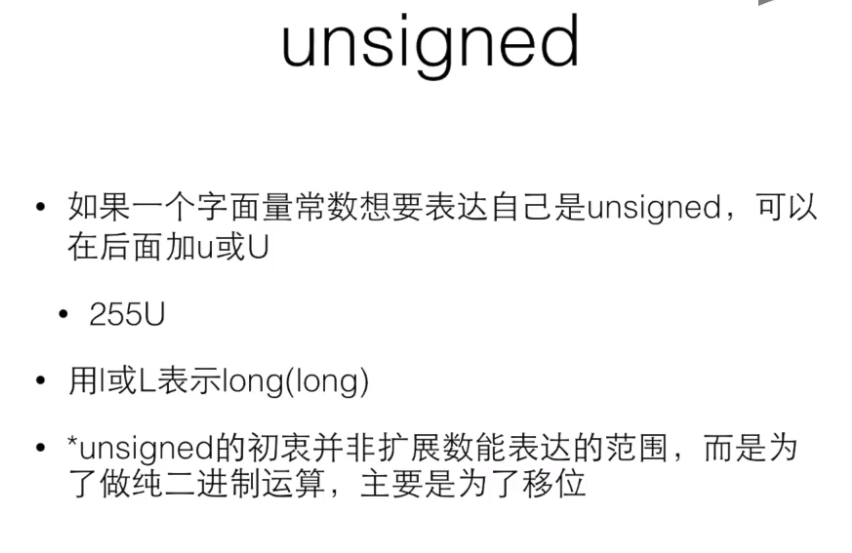 unsigned
• 如果一个字面量常数想要表达自己是unsigned，可以
在后面加u或U
• 255U
• 用l或L表示long(long)
• *unsigned的初衷并非扩展数能表达的范围，而是为
了做纯二进制运算，主要是为了移位